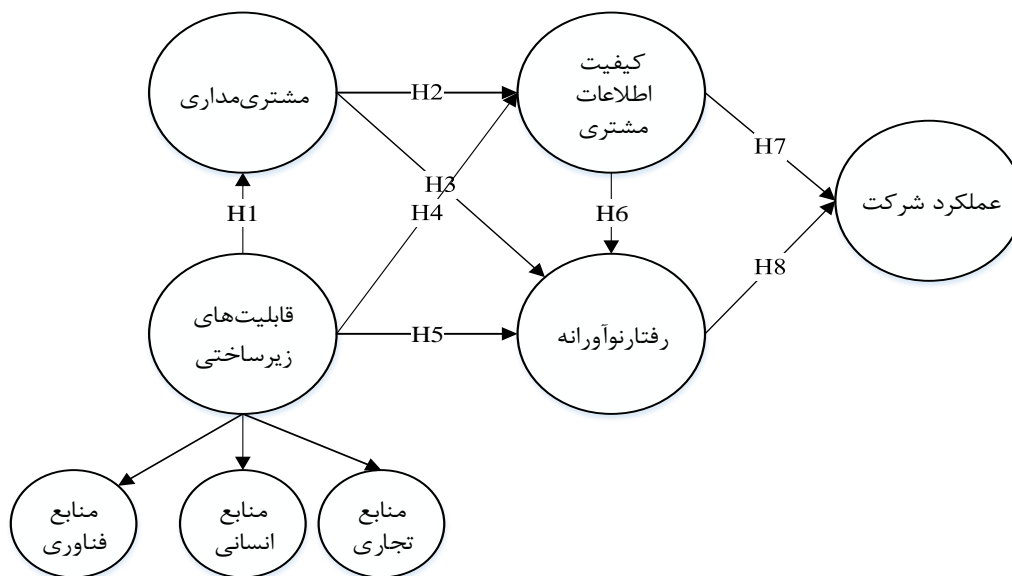 کیفیت
اطلاعات
مشتری
مشتری‌مداری
H2
H7
H3
عملکرد شرکت
H1
H4
H6
قابلیت‌های
زیرساختی
H5
رفتارنوآورانه
H8
منابع
تجاری
منابع
انسانی
منابع
فناوری